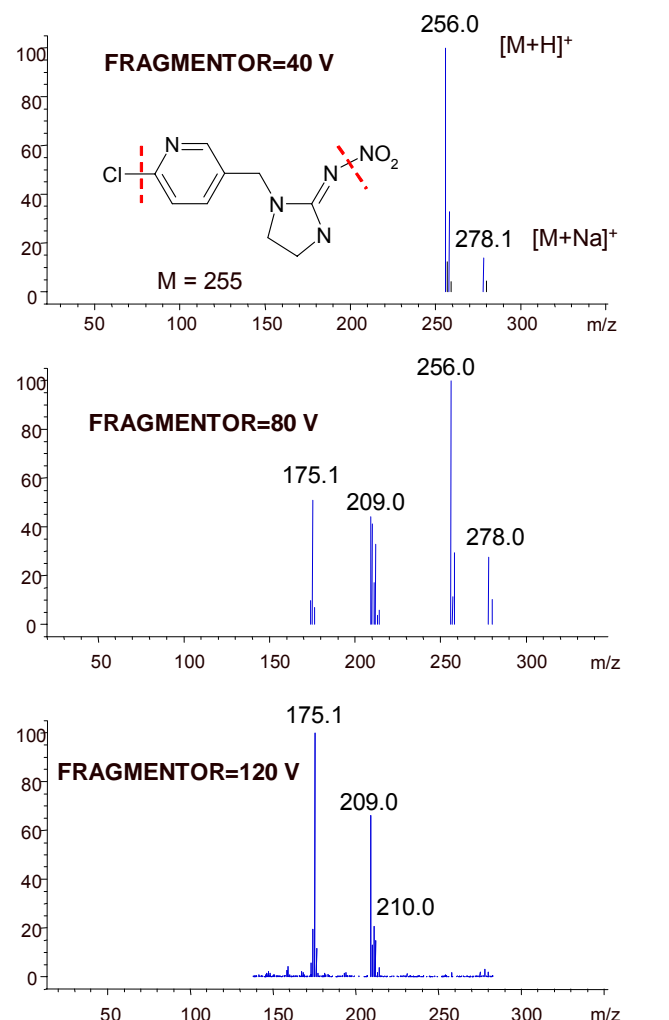 256.0
[M+H]+
FRAGMENTOR=40 V
100
80
60
40
20
0
N
Cl
N
NO2
N
N
M = 255
278.1
[M+Na]+
50 100 150 200 250 300 m/z
256.0
FRAGMENTOR=80 V
100
80
60
40
20
0
175.1
209.0
278.0
50 100 150 200 250 300 m/z
175.1
FRAGMENTOR=120 V
100
80
60
40
20
0
209.0
210.0
50 100 150 200 250 300 m/z